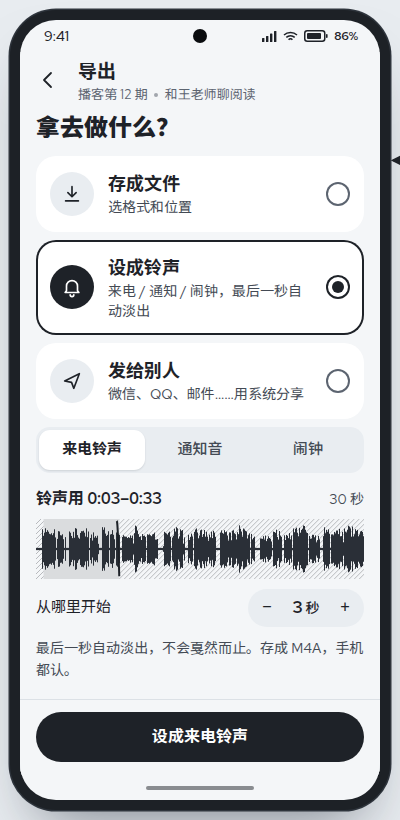 9:41
86%
导出
播客第 12 期 • 和王老师聊阅读
拿去做什么？
存成文件
选格式和位置
设成铃声
来电 / 通知 / 闹钟，最后一秒自
动淡出
发给别人
微信、QQ、邮件……用系统分享
来电铃声 通知音 闹钟
铃声用 0:03–0:33 30 秒
从哪里开始 − 3 秒 +
最后一秒自动淡出，不会戛然而止。存成 M4A，手机
都认。
设成来电铃声